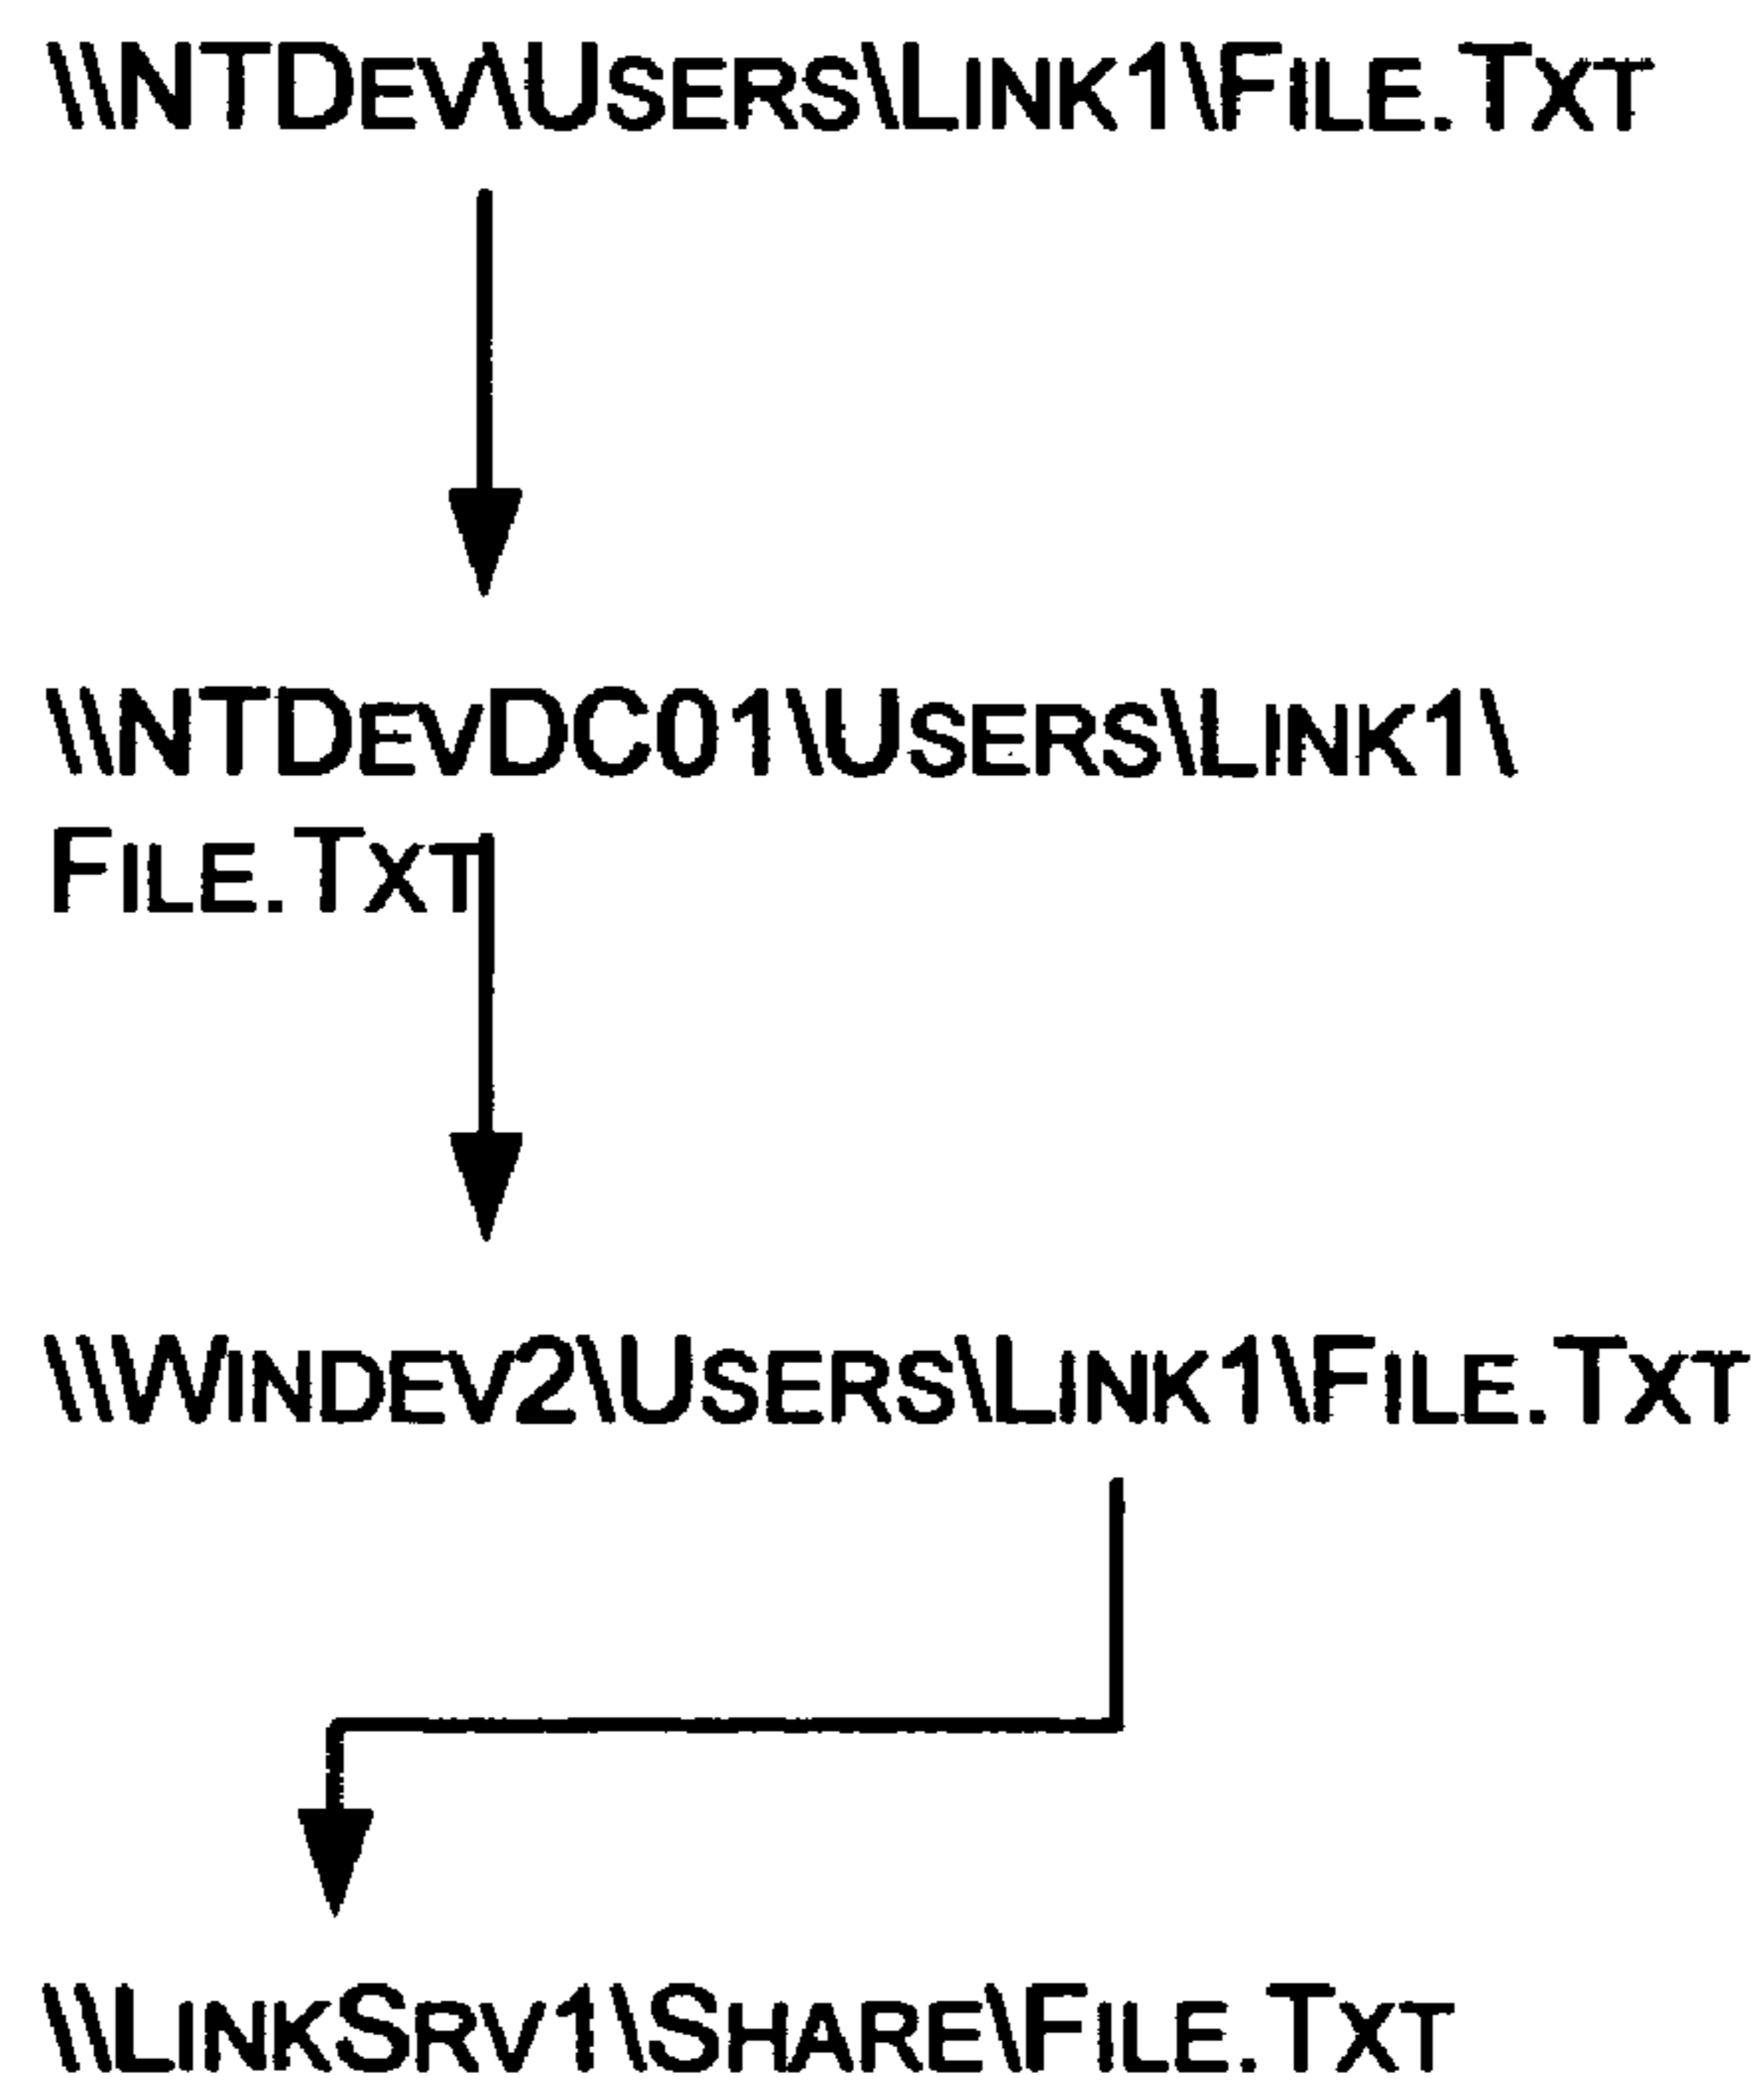 \\NTDev\Users\Link1\File.Txt
\\NTDevDC01\Users\Link1\
File.Txt
\\Windev2\Users\Link1\File.Txt
\\LinkSrv1\Share\File.Txt